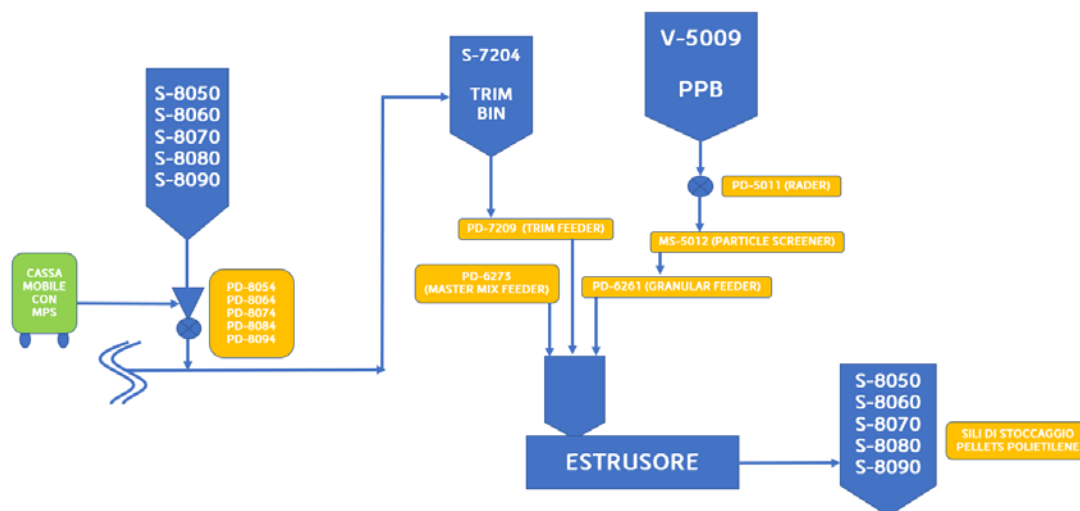 S-8050
S-8060
S-8070
S-8080
S-8090
CASSA
MOBILE
CON
MPS
PD-8054
PD-8064
PD-8074
PD-8084
PD-8094
S-7204
TRIM
BIN
V-5009
PPB
PD-5011 (RADER)
PD-7209 (TRIM FEEDER)
MS-5012 (PARTICLE SCREENER)
PD-6273
(MASTER MIX FEEDER)
PD-6261 (GRANULAR FEEDER)
ESTRUSORE
S-8050
S-8060
S-8070
S-8080
S-8090
SILI DI STOCCAGGIO
PELLETS POLIETILENE